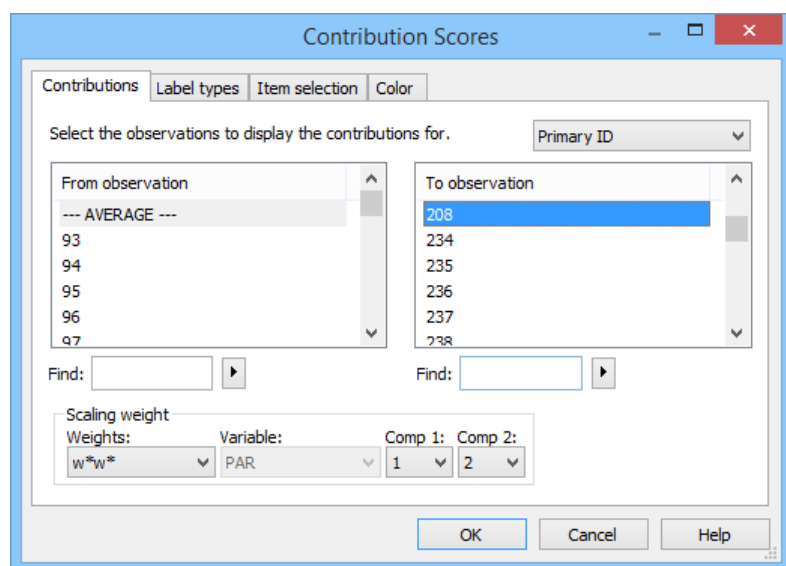 Contribution Scores
Contributions Label types Item selection Color
Select the observations to display the contributions for. Primary ID
From observation To observation
--- AVERAGE --- 208
93 234
94 235
95 236
96 237
97 238
Find: Find:
Scaling weight
Weights: Variable: Comp 1: Comp 2:
w*w* PAR 1 2
OK Cancel Help